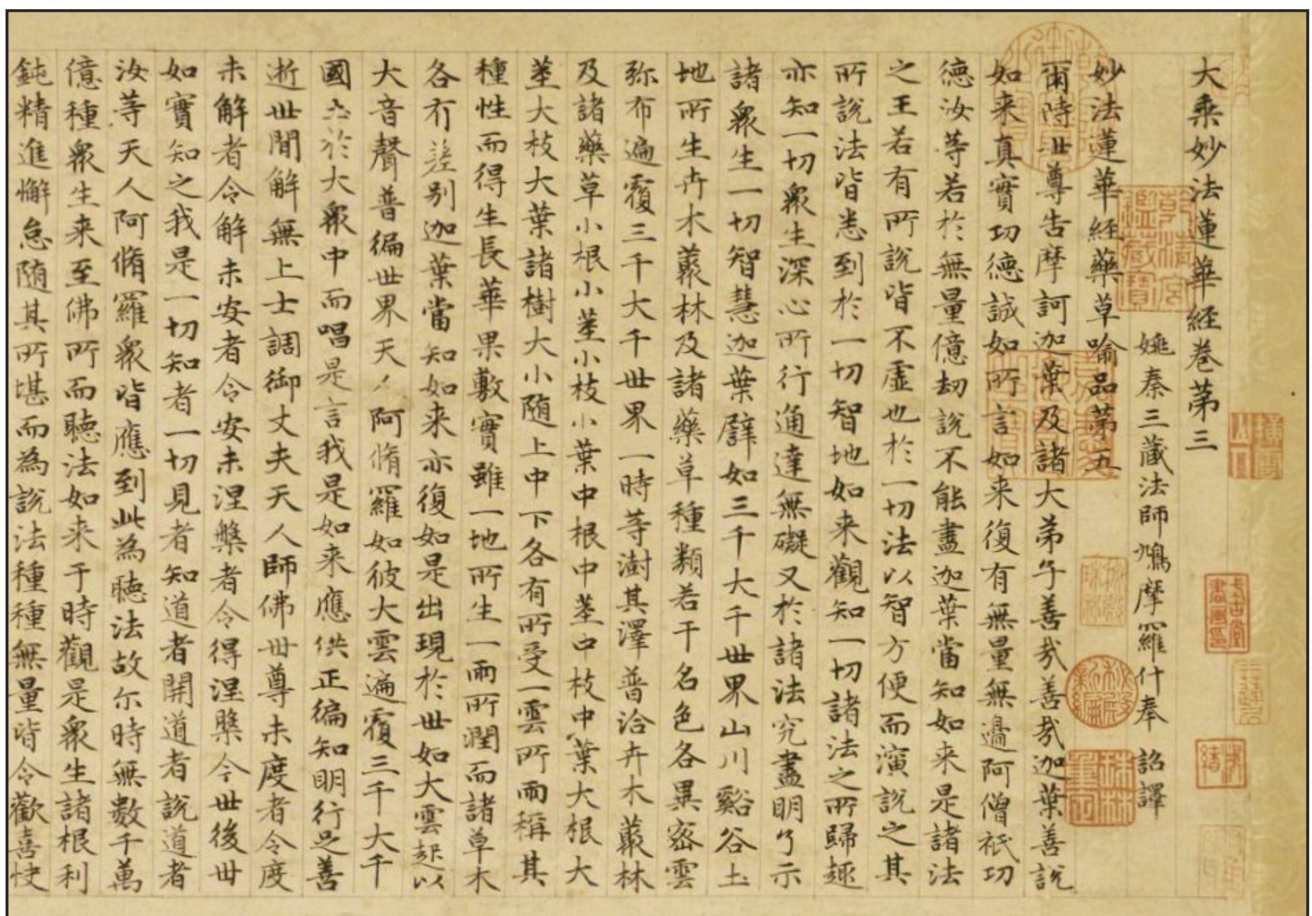 大乘妙法蓮華經卷第三
姚秦三藏法師鳩摩羅什奉 詔譯
妙法蓮華經藥草喻品第五
爾時世尊告摩訶迦葉及諸大弟子善㢤善㢤迦葉善説
如来真實功德誠如所言如来復有無量無邊阿僧祇功
德汝等若於無量億劫説不能盡迦葉當知如来是諸法
之王若有所説皆不虛也於一切法以智方便而演説之其
所説法皆悉到於一切智地如来觀知一切諸法之所歸趣
亦知一切衆生深心所行通達無礙又於諸法究盡明了示
諸衆生一切智慧迦葉譬如三千大千世界山川谿谷土
地所生卉木叢林及諸藥草種類若干名色各異密雲
弥布遍覆三千大千世界一時等澍其澤普洽卉木叢林
及諸藥草小根小莖小枝小葉中根中莖中枝中葉大根大
莖大枝大葉諸樹大小随上中下各有所受一雲所雨稱其
種性而得生長華果敷實雖一地所生一雨所潤而諸草木
各有差别迦葉當知如来亦復如是出現於世如大雲起以
大音聲普徧世界天人阿脩羅如彼大雲遍覆三千大千
國土於大衆中而唱是言我是如来應供正徧知明行足善
逝世間解無上士調御丈夫天人師佛世尊未度者令度
未解者令解未安者令安未涅槃者令得涅槃今世後世
如實知之我是一切知者一切見者知道者開道者説道者
汝等天人阿脩羅衆皆應到此為聽法故尓時無數千萬
億種衆生来至佛所而聽法如来于時觀是衆生諸根利
鈍精進懈怠随其所堪而為説法種種無量皆令歡喜快